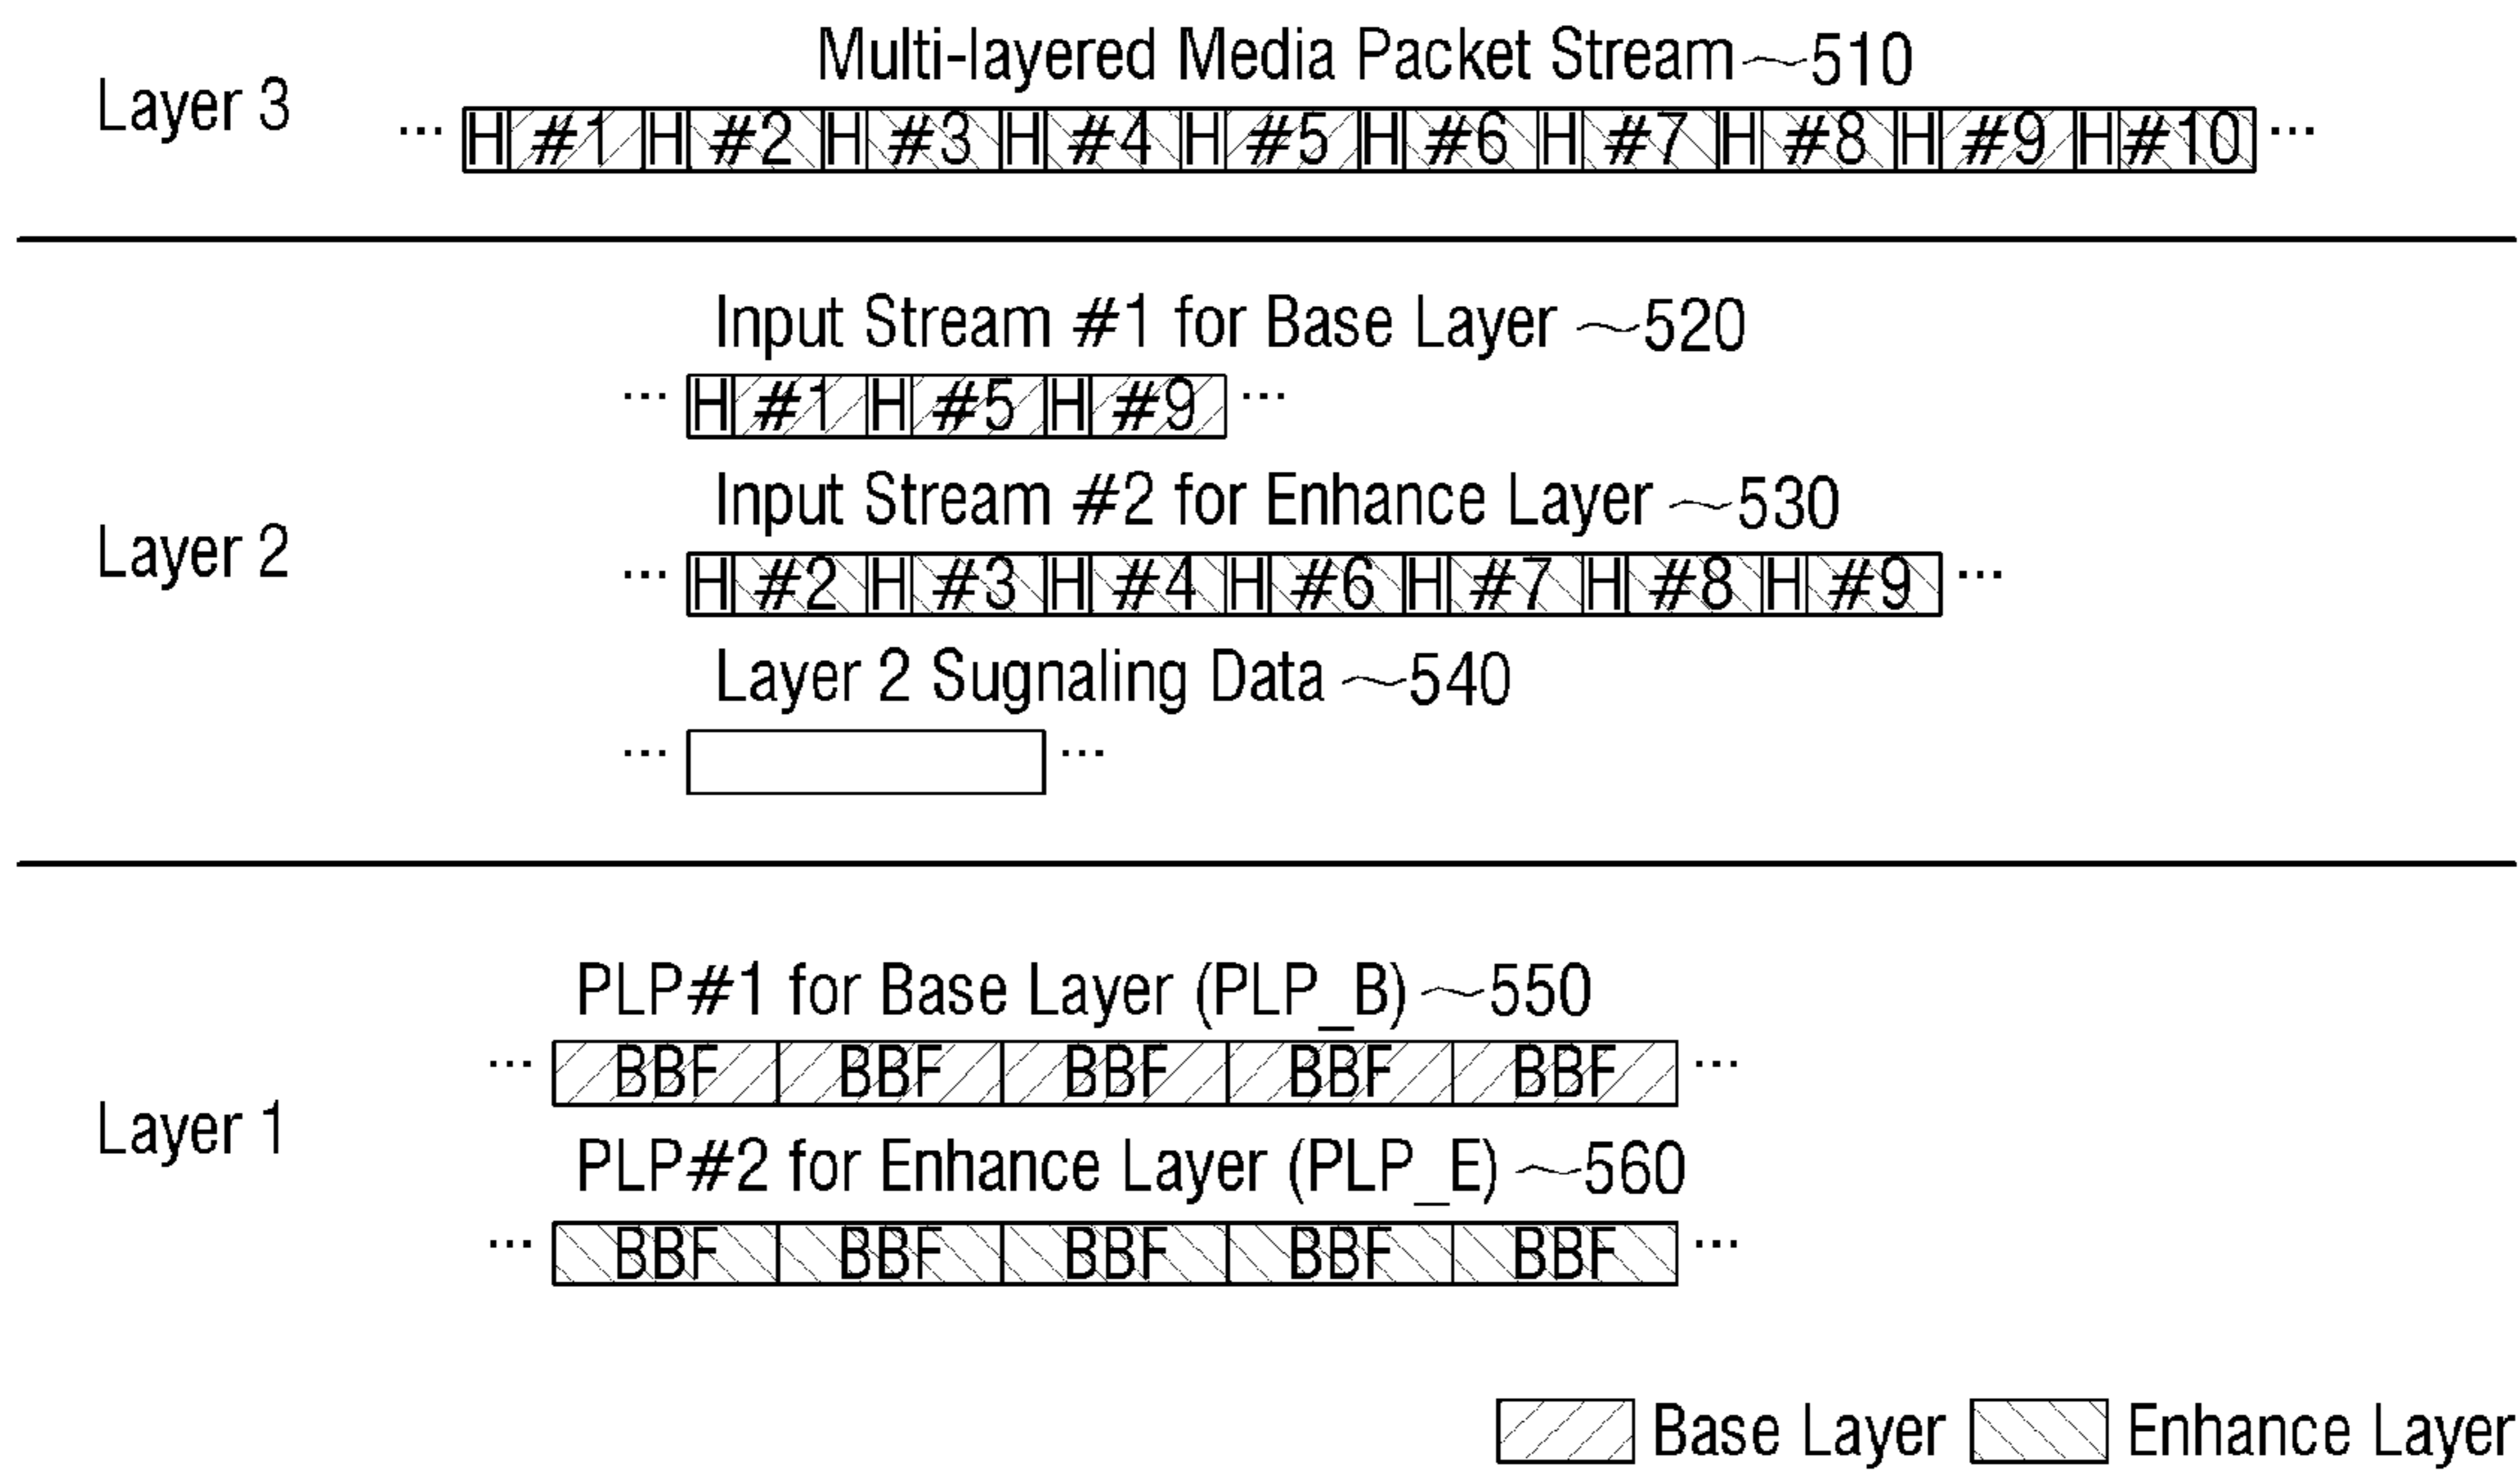 Multi-layered Media Packet Stream 510
Layer 3
... H #1 H #2 H #3 H #4 H #5 H #6 H #7 H #8 H #9 H #10 ...
Input Stream #1 for Base Layer 520
... H #1 H #5 H #9 ...
Input Stream #2 for Enhance Layer 530
Layer 2
... H #2 H #3 H #4 H #6 H #7 H #8 H #9 ...
Layer 2 Sugnaling Data 540
... ...
PLP#1 for Base Layer (PLP_B) 550
... BBF BBF BBF BBF BBF ...
Layer 1
PLP#2 for Enhance Layer (PLP_E) 560
... BBF BBF BBF BBF BBF ...
Base Layer Enhance Layer